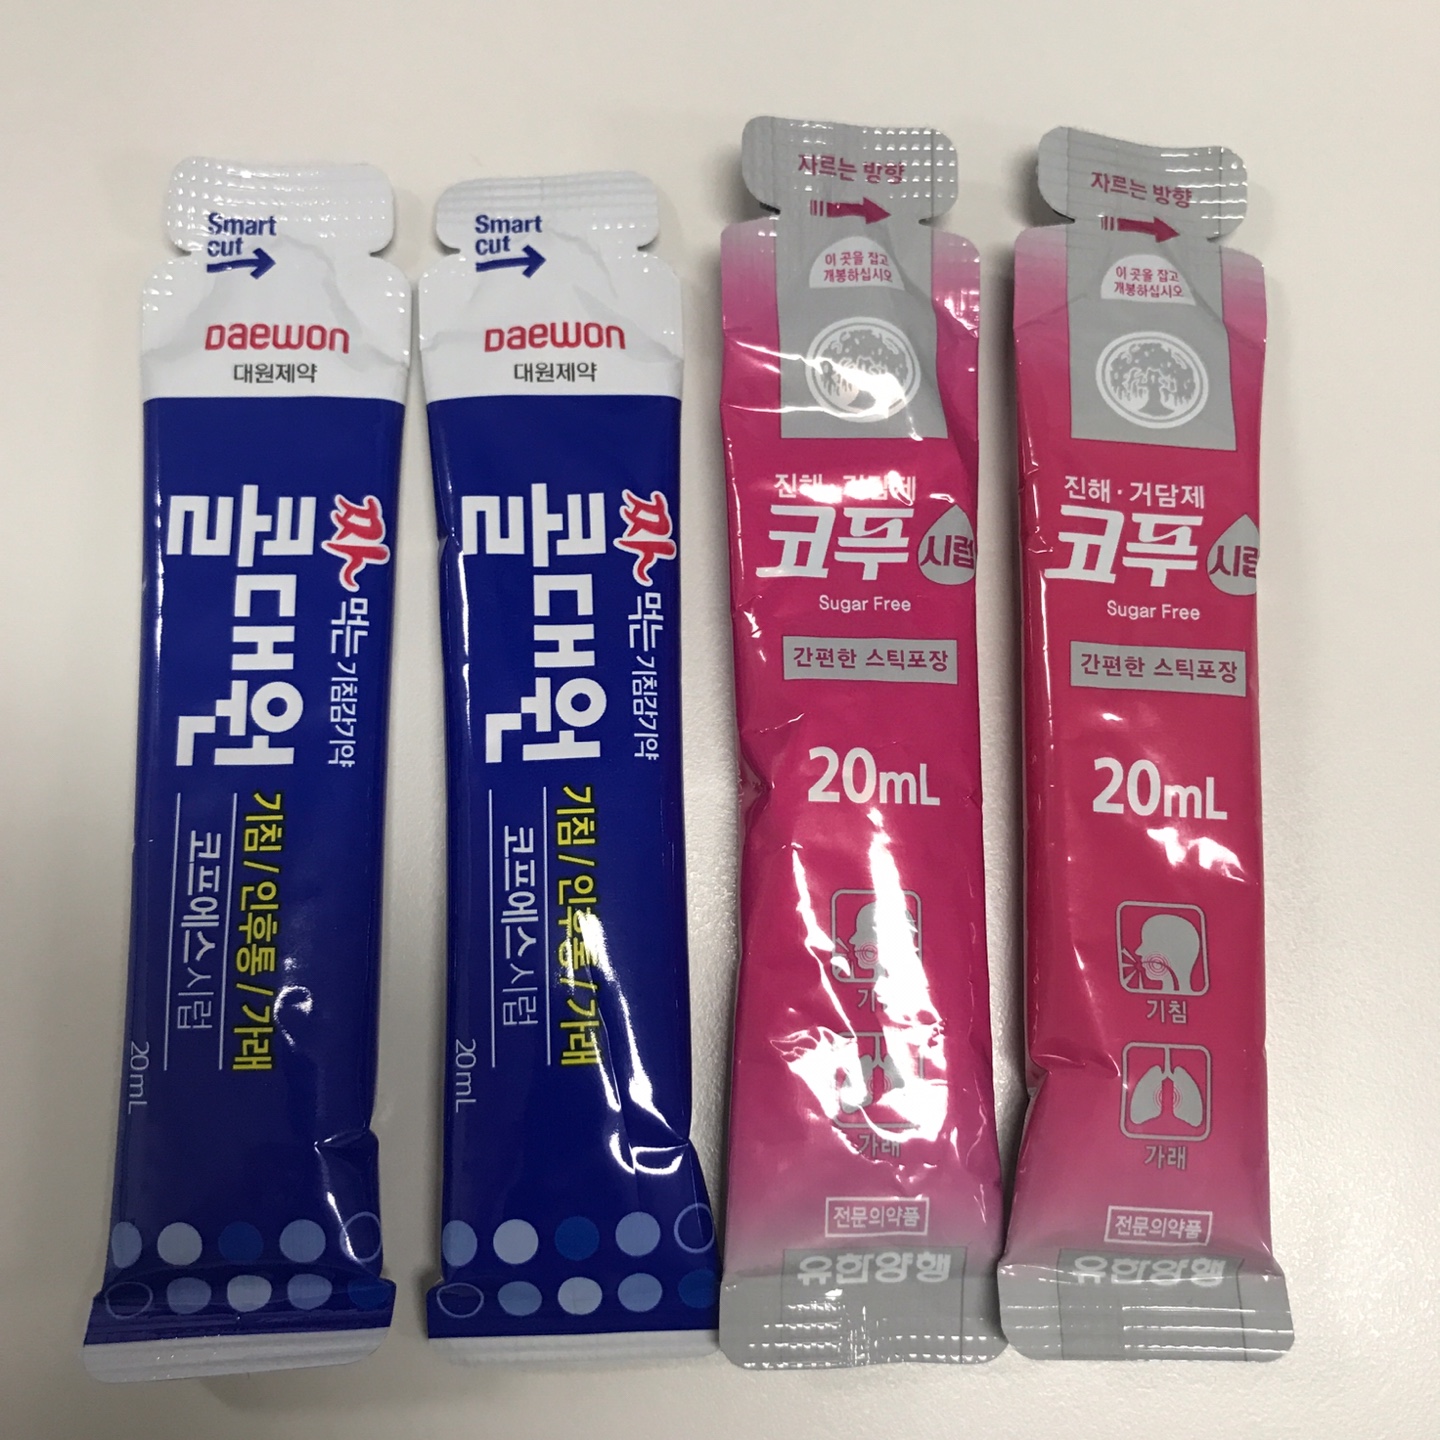 Smart
cut
Daewon
대원제약
짜
먹는 기침감기약
콜대원
기침/인후통/가래
코프에스시럽
20mL
Smart
cut
Daewon
대원제약
짜
먹는 기침감기약
콜대원
기침/인후통/가래
코프에스시럽
20mL
자르는 방향
이 곳을 잡고
개봉하십시오
진해·거담제
코푸 시럽
Sugar Free
간편한 스틱포장
20mL
가래
전문의약품
유한양행
자르는 방향
이 곳을 잡고
개봉하십시오
진해·거담제
코푸 시럽
Sugar Free
간편한 스틱포장
20mL
기침
가래
전문의약품
유한양행